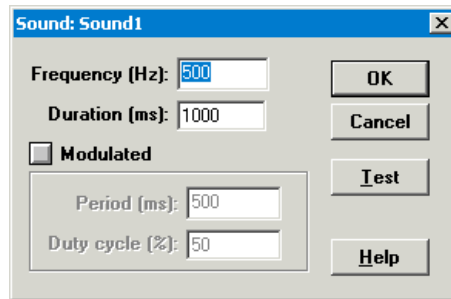 Sound: Sound1
Frequency (Hz): 500
OK
Duration (ms): 1000
Cancel
Modulated
Test
Period (ms): 500
Duty cycle (%): 50
Help